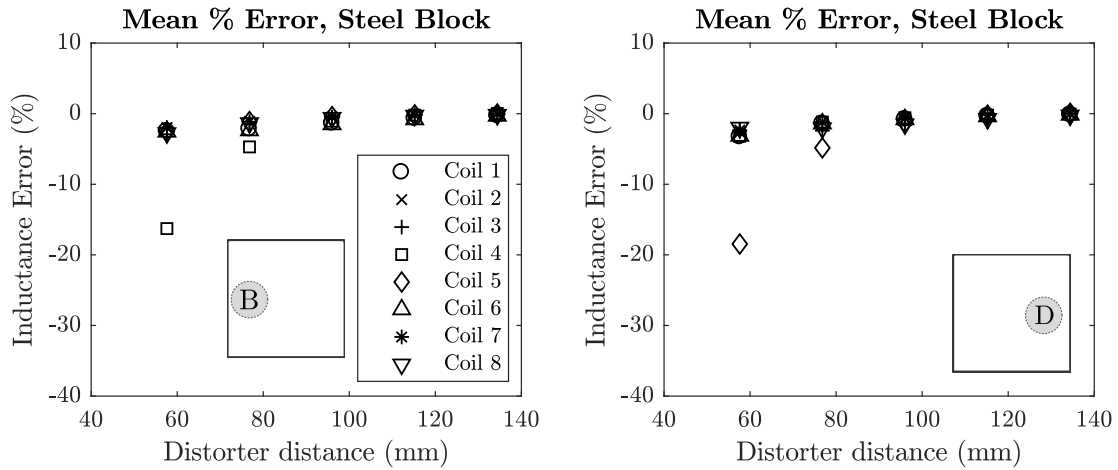 Mean % Error, Steel Block
10
0
-10
-20
-30
-40
40
60
80
100
120
140
Inductance Error (%)
Distorter distance (mm)
Coil 1
Coil 2
Coil 3
Coil 4
Coil 5
Coil 6
Coil 7
Coil 8
B
Mean % Error, Steel Block
10
0
-10
-20
-30
-40
40
60
80
100
120
140
Inductance Error (%)
Distorter distance (mm)
D